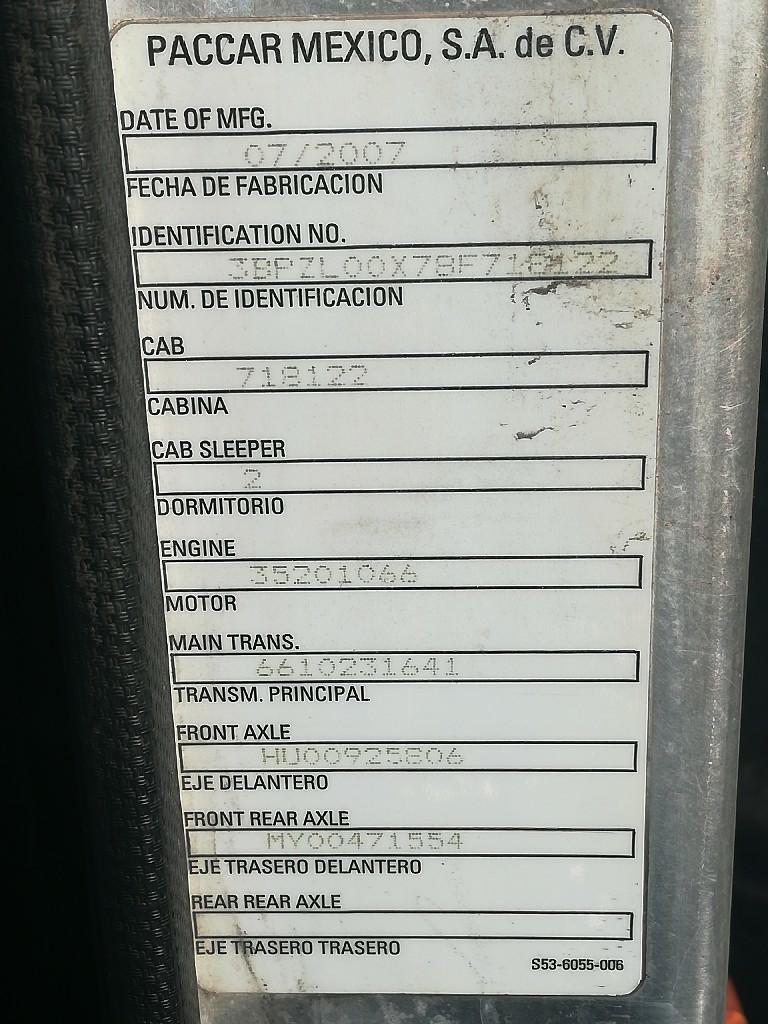 PACCAR MEXICO, S.A. de C.V.
DATE OF MFG.
07/2007
FECHA DE FABRICACION
IDENTIFICATION NO.
3BPZL00X78F718122
NUM. DE IDENTIFICACION
CAB
718122
CABINA
CAB SLEEPER
2
DORMITORIO
ENGINE
35201066
MOTOR
MAIN TRANS.
6610231641
TRANSM. PRINCIPAL
FRONT AXLE
HU00925806
EJE DELANTERO
FRONT REAR AXLE
MY00471554
EJE TRASERO DELANTERO
REAR REAR AXLE
EJE TRASERO TRASERO
S53-6055-006